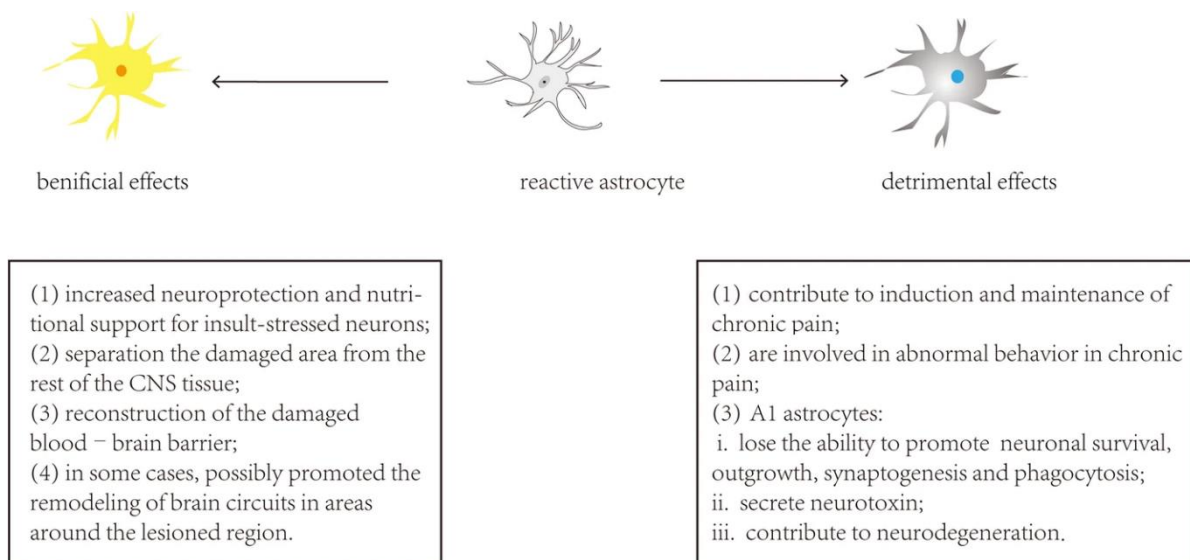 benificial effects
reactive astrocyte
detrimental effects
(1) increased neuroprotection and nutri-
tional support for insult-stressed neurons;
(2) separation the damaged area from the
rest of the CNS tissue;
(3) reconstruction of the damaged
blood – brain barrier;
(4) in some cases, possibly promoted the
remodeling of brain circuits in areas
around the lesioned region.
(1) contribute to induction and maintenance of
chronic pain;
(2) are involved in abnormal behavior in chronic
pain;
(3) A1 astrocytes:
i. lose the ability to promote neuronal survival,
outgrowth, synaptogenesis and phagocytosis;
ii. secrete neurotoxin;
iii. contribute to neurodegeneration.